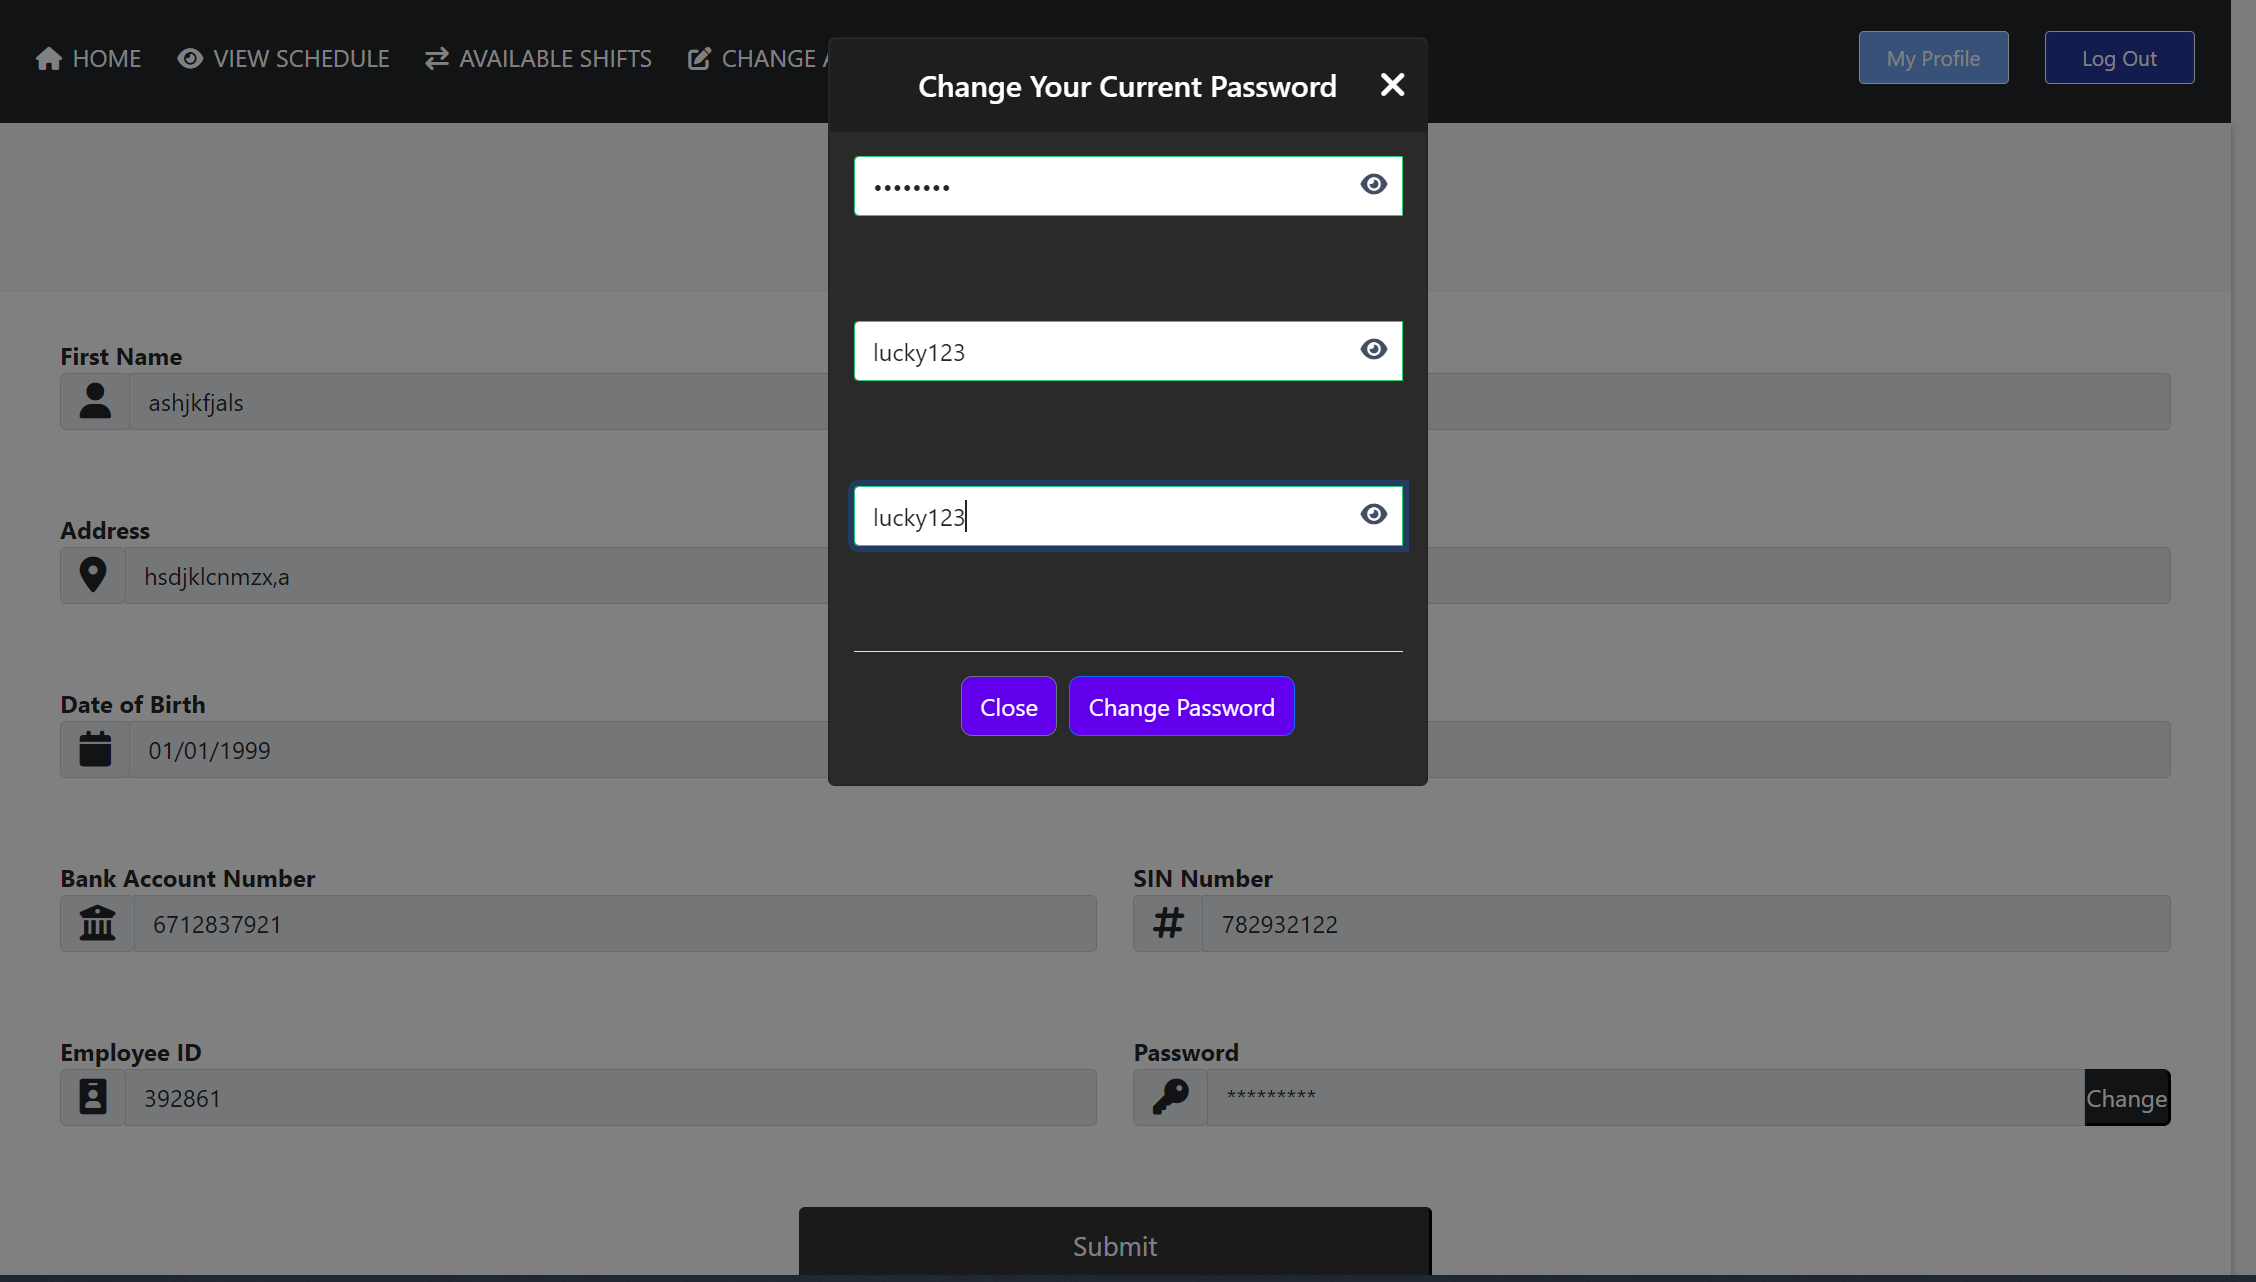 HOME VIEW SCHEDULE AVAILABLE SHIFTS CHANGE My Profile Log Out
Change Your Current Password
••••••••
lucky123
lucky123
Close Change Password
First Name
ashjkfjals
Address
hsdjklcnmzx,a
Date of Birth
01/01/1999
Bank Account Number SIN Number
6712837921 782932122
Employee ID Password
392861 ********* Change
Submit